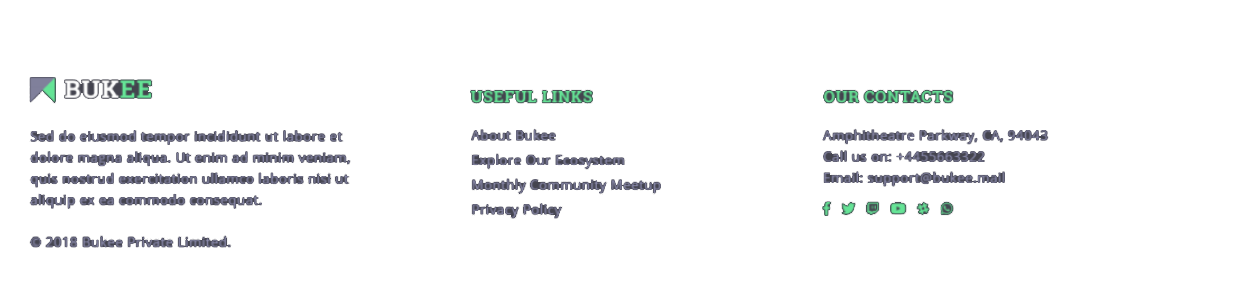 BUKEE
Sed do eiusmod tempor incididunt ut labore et
dolore magna aliqua. Ut enim ad minim veniam,
quis nostrud exercitation ullamco laboris nisi ut
aliquip ex ea commodo consequat.
© 2018 Bukee Private Limited.
USEFUL LINKS
About Bukee
Explore Our Ecosystem
Monthly Community Meetup
Privacy Policy
OUR CONTACTS
Amphitheatre Parkway, CA, 94043
Call us on:
Email: support@bukee.mail